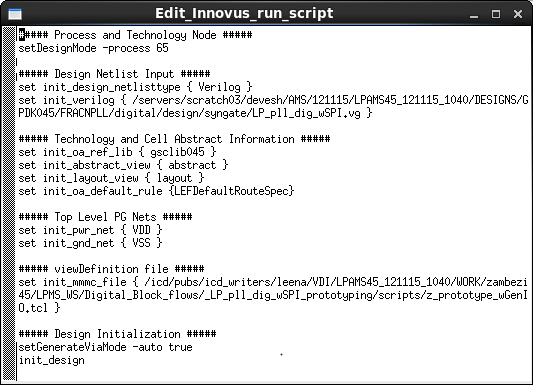 Edit_Innovus_run_script
##### Process and Technology Node #####
setDesignMode -process 65
##### Design Netlist Input #####
set init_design_netlisttype { Verilog }
set init_verilog { /servers/scratch03/devesh/AMS/121115/LPAMS45_121115_1040/DESIGNS/G
PDK045/FRACNPLL/digital/design/syngate/LP_pll_dig_wSPI.vg }
##### Technology and Cell Abstract Information #####
set init_oa_ref_lib { gsclib045 }
set init_abstract_view { abstract }
set init_layout_view { layout }
set init_oa_default_rule {LEFDefaultRouteSpec}
##### Top Level PG Nets #####
set init_pwr_net { VDD }
set init_gnd_net { VSS }
##### viewDefinition file #####
set init_mmmc_file { /icd/pubs/icd_writers/leena/VDI/LPAMS45_121115_1040/WORK/zambezi
45/LPMS_WS/Digital_Block_flows/_LP_pll_dig_wSPI_prototyping/scripts/z_prototype_wGenI
O.tcl }
##### Design Initialization #####
setGenerateViaMode -auto true
init_design